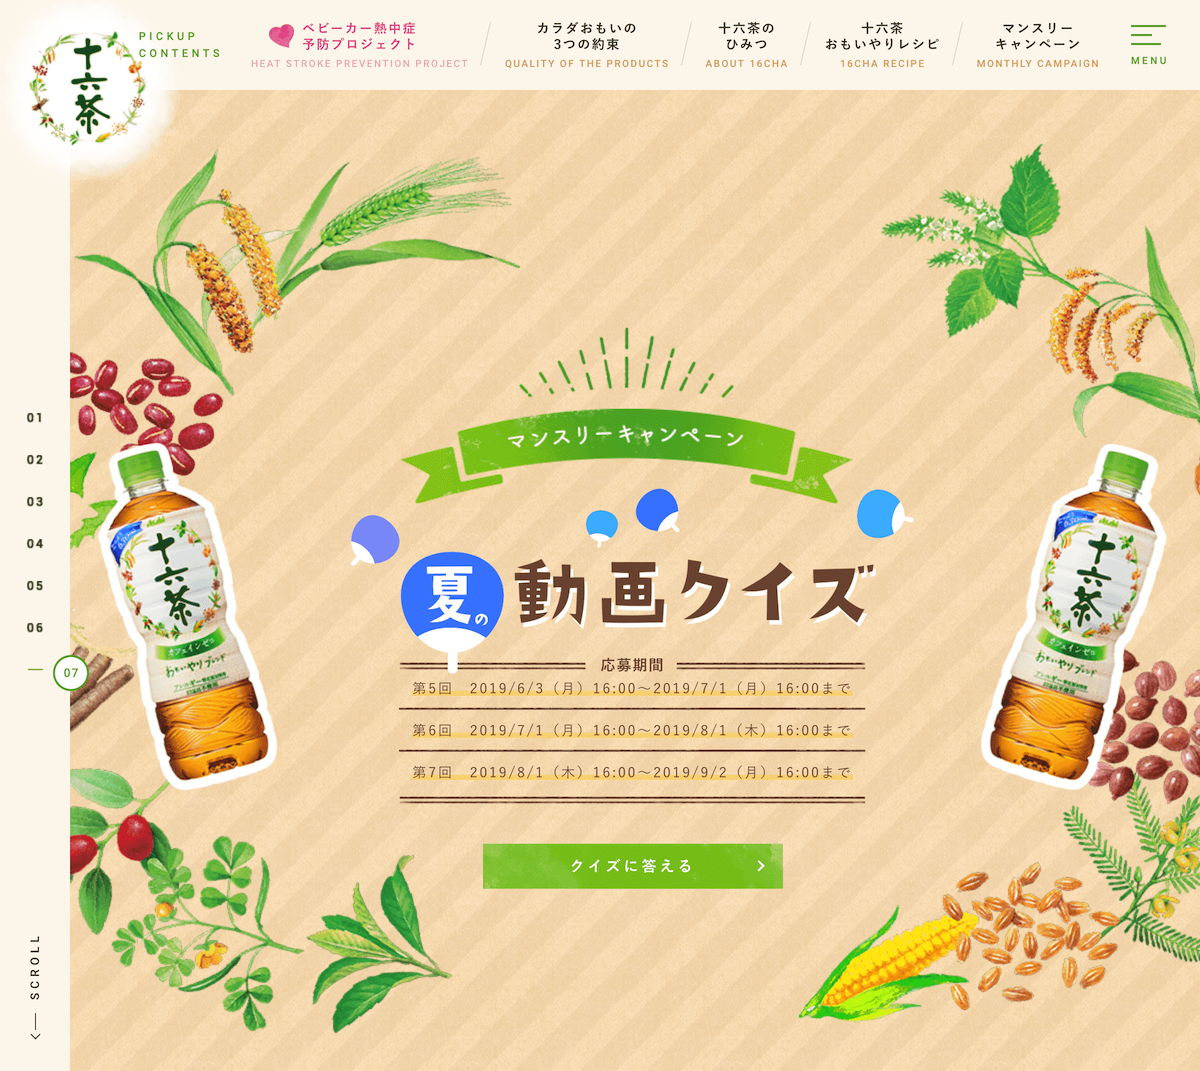 十六茶
PICKUP
CONTENTS
ベビーカー熱中症
予防プロジェクト
HEAT STROKE PREVENTION PROJECT
カラダおもいの
3つの約束
QUALITY OF THE PRODUCTS
十六茶の
ひみつ
ABOUT 16CHA
十六茶
おもいやりレシピ
16CHA RECIPE
マンスリー
キャンペーン
MONTHLY CAMPAIGN
MENU
01
02
03
04
05
06
07
SCROLL
マンスリーキャンペーン
夏の動画クイズ
応募期間
第5回 2019/6/3（月）16:00〜2019/7/1（月）16:00まで
第6回 2019/7/1（月）16:00〜2019/8/1（木）16:00まで
第7回 2019/8/1（木）16:00〜2019/9/2（月）16:00まで
クイズに答える
Asahi
十六茶
カフェインゼロ
おもいやりブレンド
Asahi
十六茶
カフェインゼロ
おもいやりブレンド